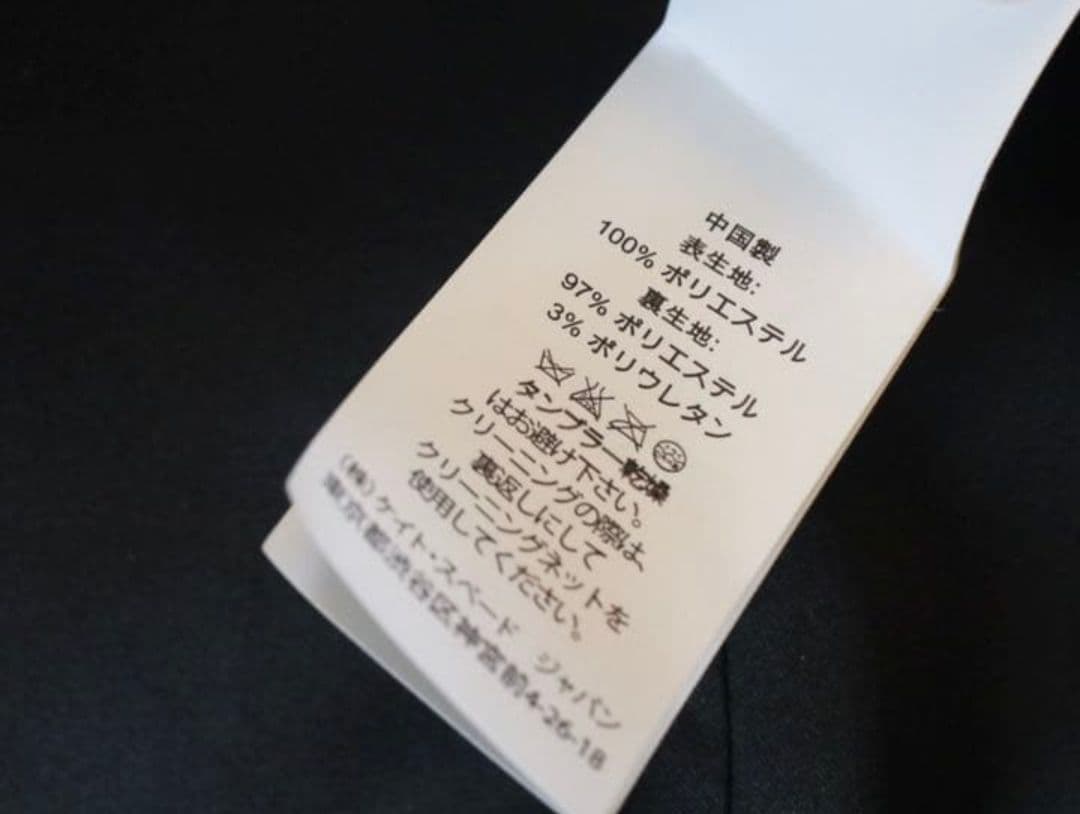 中国製
表生地:
100% ポリエステル
裏生地:
97% ポリエステル
3% ポリウレタン
タンブラー乾燥
はお避け下さい。
クリーニングの際は、
裏返しにして
クリーニングネットを
使用してください。
(株)ケイト・スペード ジャパン
東京都渋谷区神宮前4-26-18